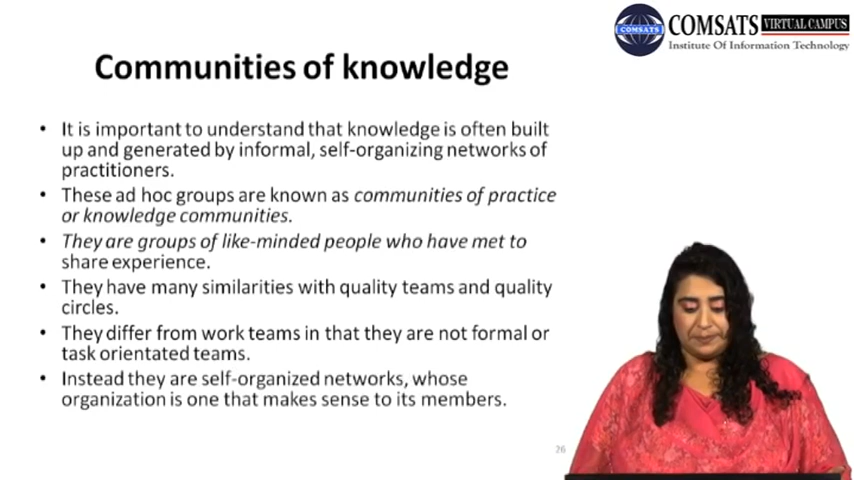 COMSATS VIRTUAL CAMPUS
Institute Of Information Technology
Communities of knowledge
• It is important to understand that knowledge is often built
up and generated by informal, self-organizing networks of
practitioners.
• These ad hoc groups are known as communities of practice
or knowledge communities.
• They are groups of like-minded people who have met to
share experience.
• They have many similarities with quality teams and quality
circles.
• They differ from work teams in that they are not formal or
task orientated teams.
• Instead they are self-organized networks, whose
organization is one that makes sense to its members.
26